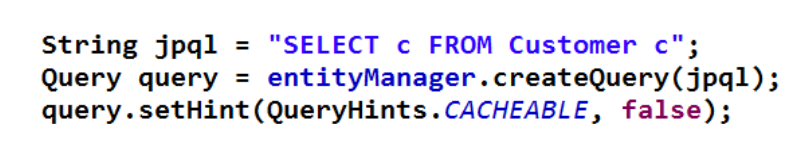 String jpql = "SELECT c FROM Customer c";
Query query = entityManager.createQuery(jpql);
query.setHint(QueryHints.CACHEABLE, false);